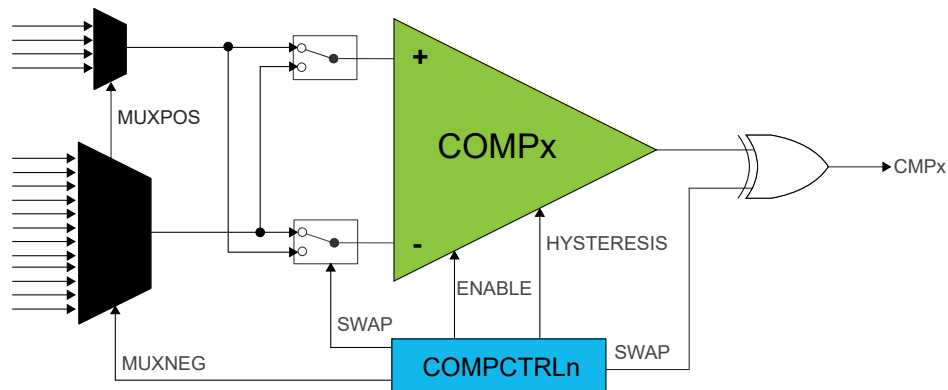 MUXPOS
+
COMPx
CMPx
-
HYSTERESIS
ENABLE
SWAP
COMPCTRLn
SWAP
MUXNEG